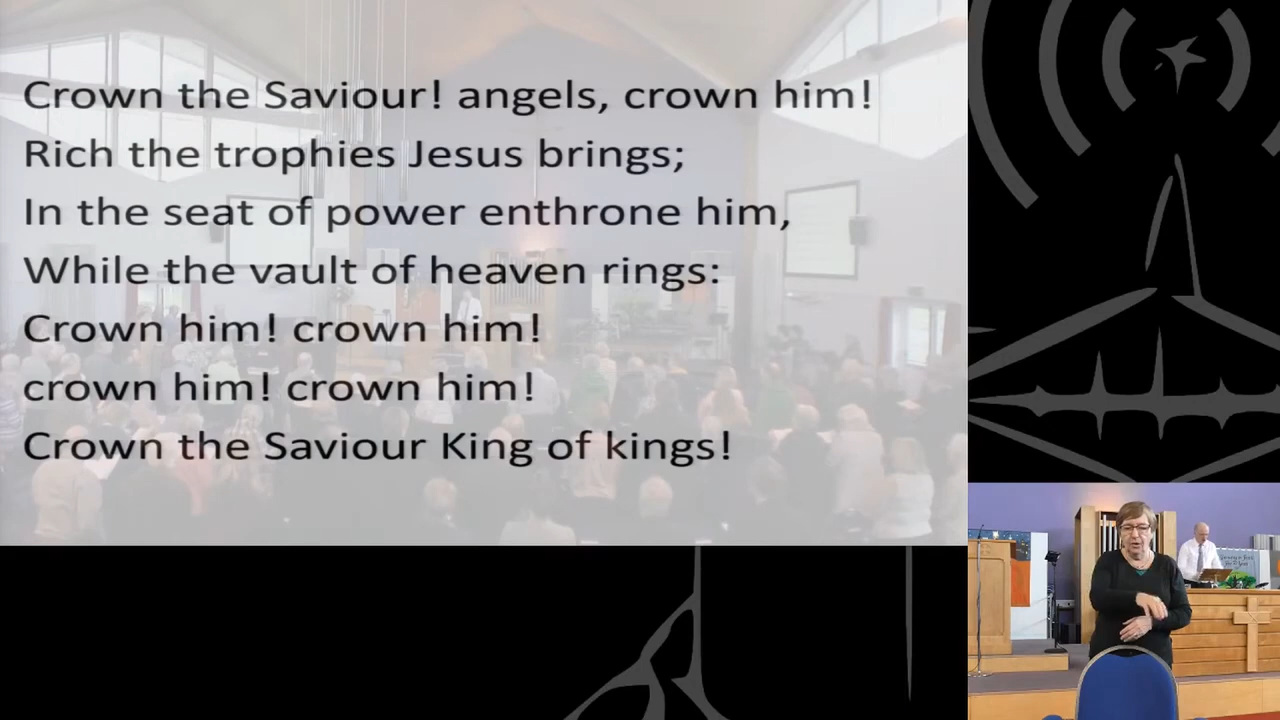 Crown the Saviour! angels, crown him!
Rich the trophies Jesus brings;
In the seat of power enthrone him,
While the vault of heaven rings:
Crown him! crown him!
crown him! crown him!
Crown the Saviour King of kings!